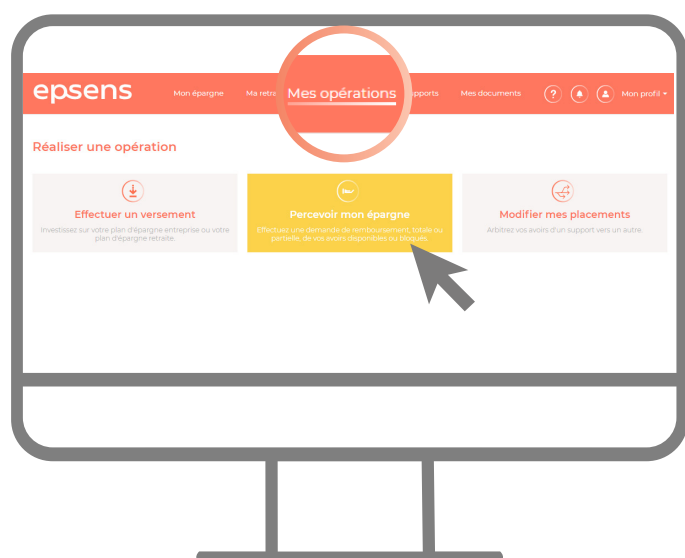 epsens
Mon épargne
Ma retra
Mes opérations
pports
Mes documents
?
Mon profil
Réaliser une opération
Effectuer un versement
Investissez sur votre plan d'épargne entreprise ou votre
plan d'épargne retraite.
Percevoir mon épargne
Effectuez une demande de remboursement, totale ou
partielle, de vos avoirs disponibles ou bloqués.
Modifier mes placements
Arbitrez vos avoirs d'un support vers un autre.